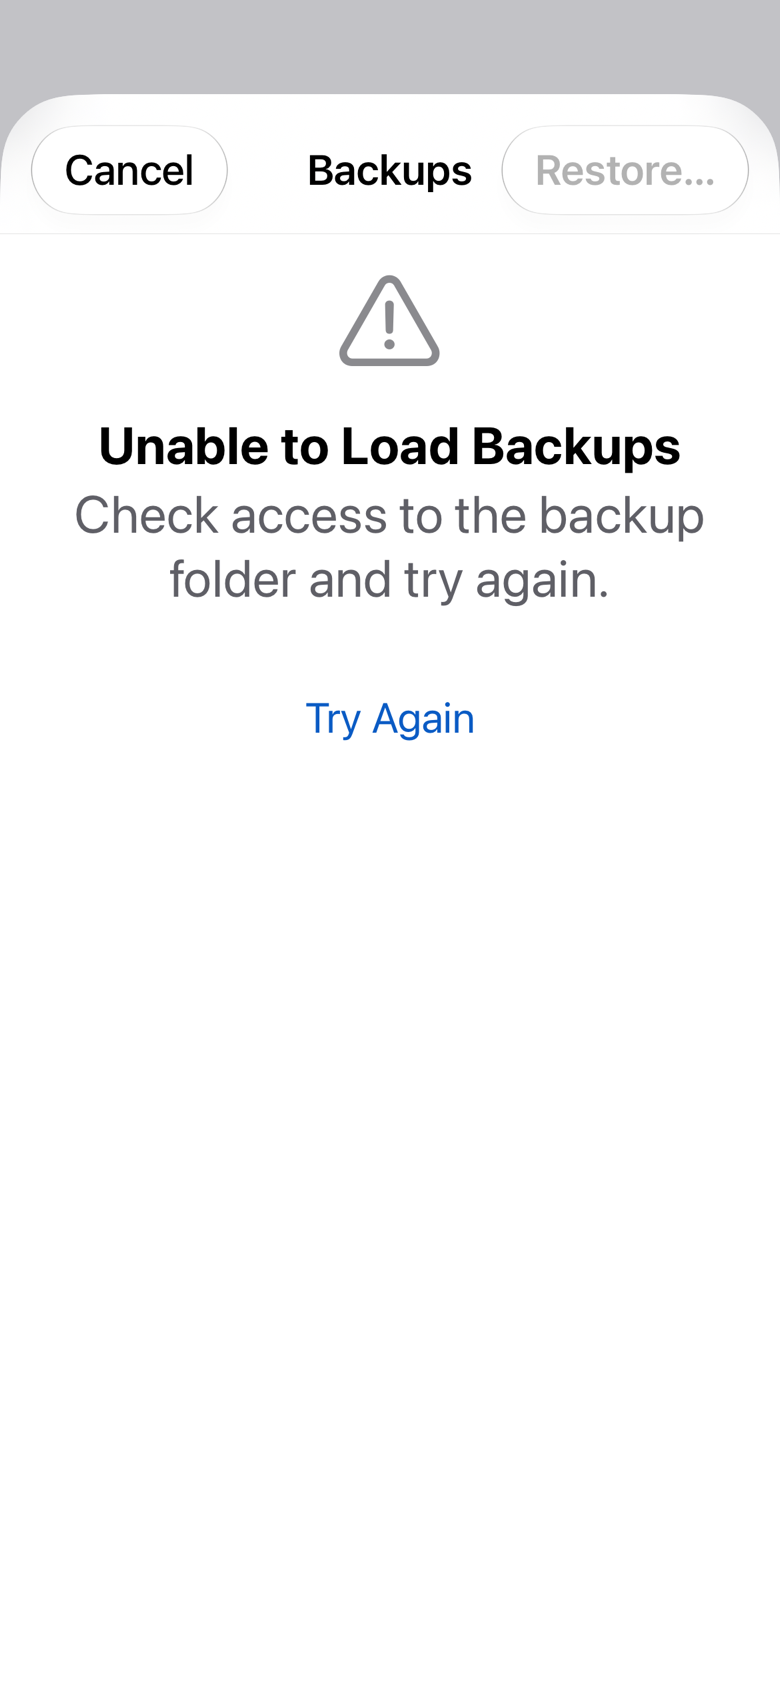 Cancel
Backups
Restore...
Unable to Load Backups
Check access to the backup
folder and try again.
Try Again